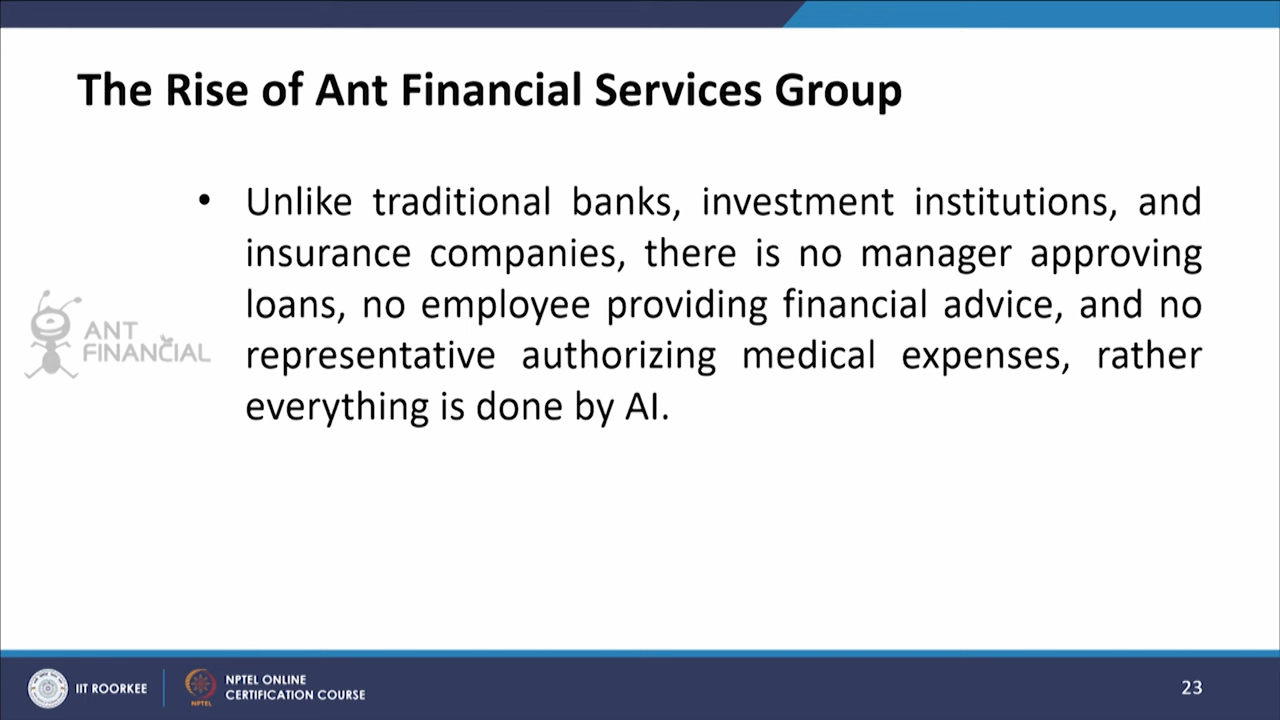 The Rise of Ant Financial Services Group
• Unlike traditional banks, investment institutions, and
insurance companies, there is no manager approving
loans, no employee providing financial advice, and no
representative authorizing medical expenses, rather
everything is done by AI.
ANT
FINANCIAL
IIT ROORKEE
NPTEL
NPTEL ONLINE
CERTIFICATION COURSE
23